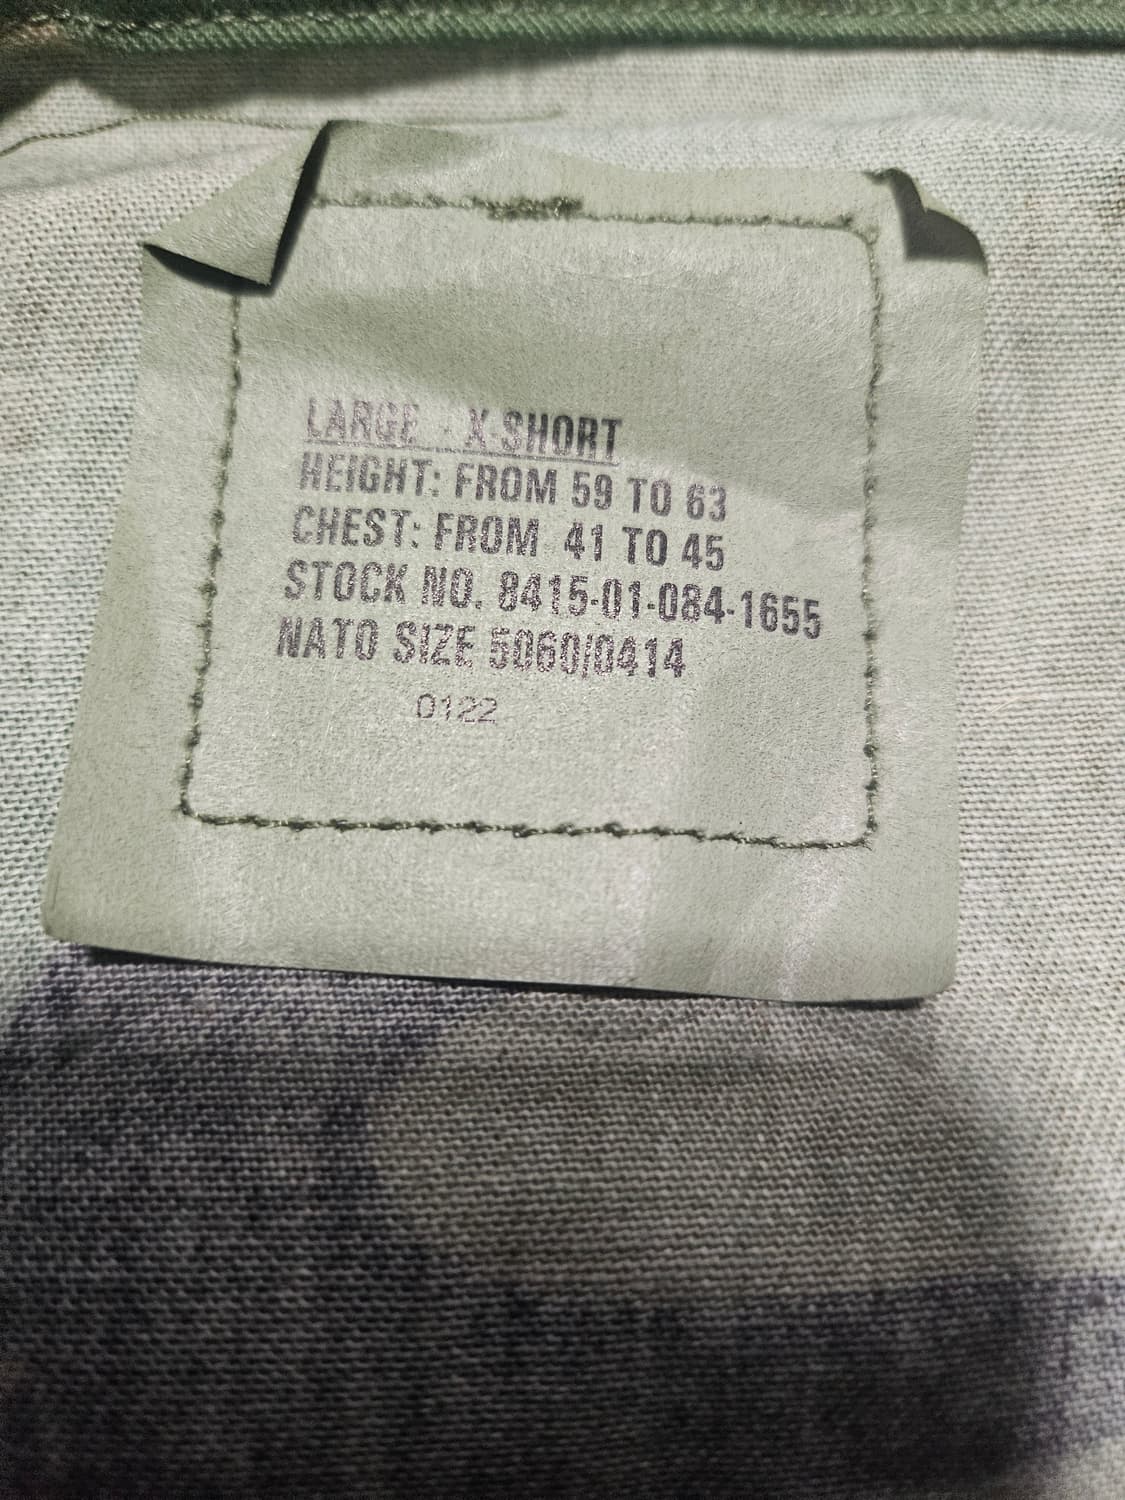 LARGE - X-SHORT
HEIGHT: FROM 59 TO 63
CHEST: FROM 41 TO 45
STOCK NO. 8415-01-084-1655
NATO SIZE 5060/0414
0122